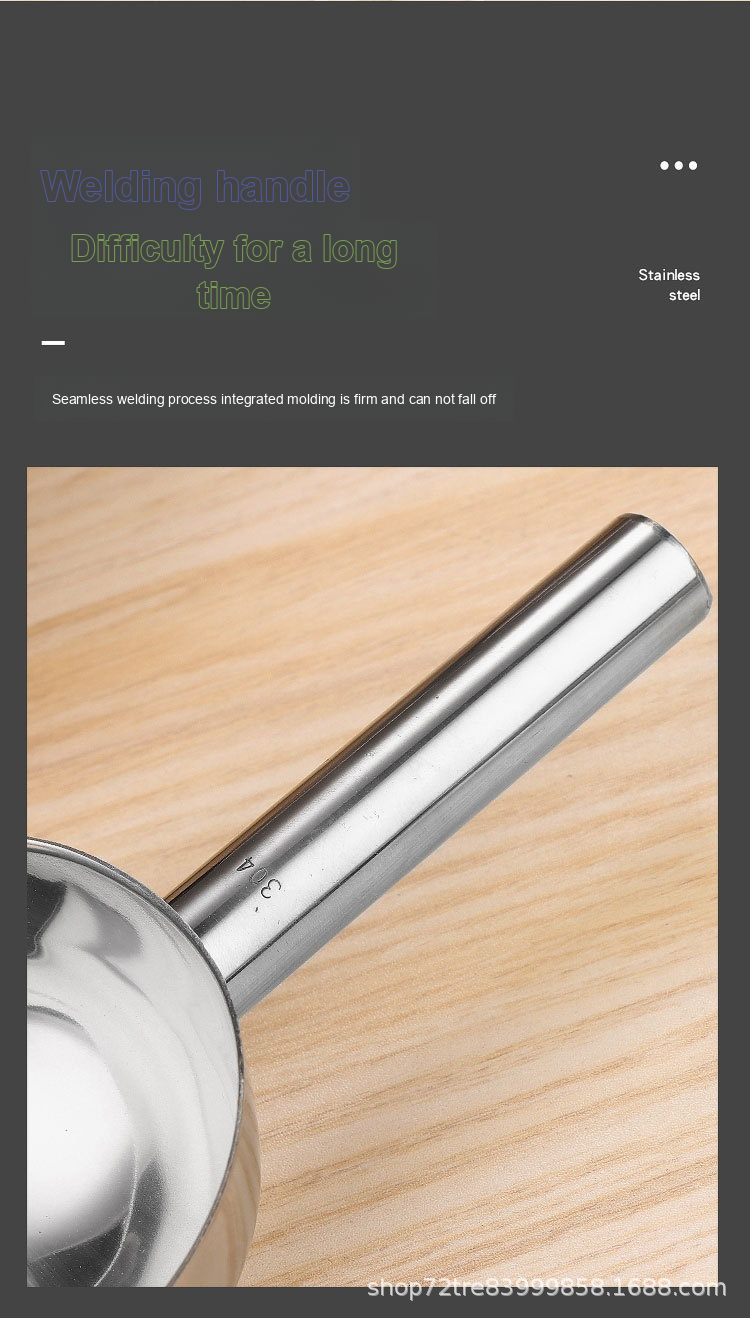 Welding handle
Difficulty for a long
time
Stainless
steel
Seamless welding process integrated molding is firm and can not fall off
304
shop72tre83999858.1688.com